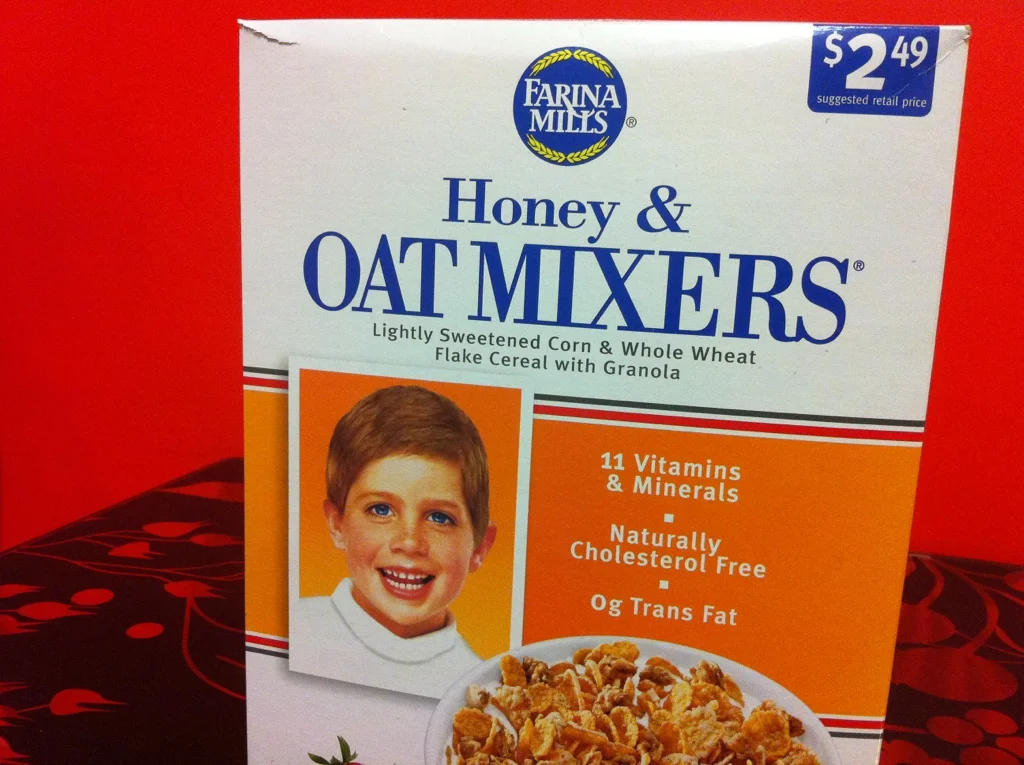 $2.49
suggested retail price
FARINA
MILLS®
Honey &
OAT MIXERS®
Lightly Sweetened Corn & Whole Wheat
Flake Cereal with Granola
11 Vitamins
& Minerals
Naturally
Cholesterol Free
0g Trans Fat